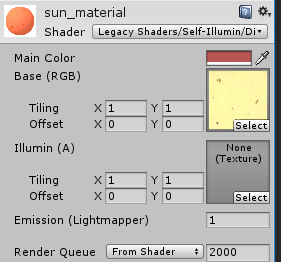 sun_material
Shader Legacy Shaders/Self-Illumin/Di
Main Color
Base (RGB)
Tiling X 1 Y 1
Offset X 0 Y 0
Select
Illumin (A)
None
(Texture)
Tiling X 1 Y 1
Offset X 0 Y 0
Select
Emission (Lightmapper) 1
Render Queue From Shader 2000